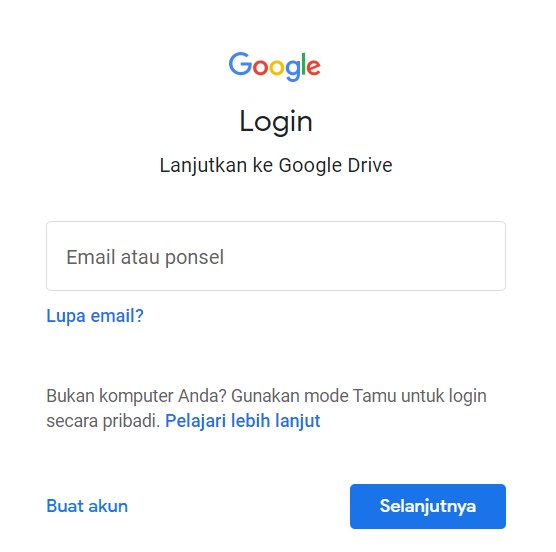 Google
Login
Lanjutkan ke Google Drive
Email atau ponsel
Lupa email?
Bukan komputer Anda? Gunakan mode Tamu untuk login
secara pribadi. Pelajari lebih lanjut
Buat akun
Selanjutnya